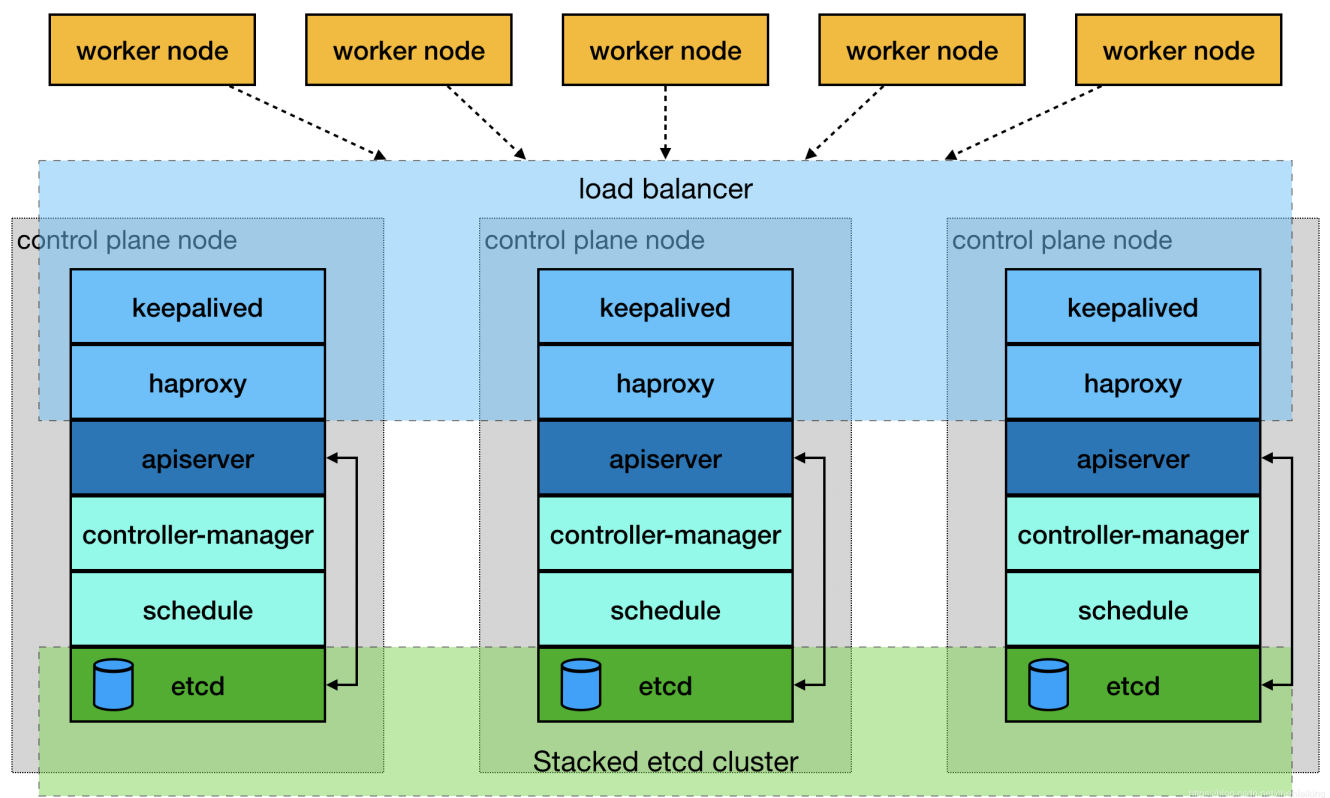 worker node worker node worker node worker node worker node
load balancer
control plane node control plane node control plane node
keepalived keepalived keepalived
haproxy haproxy haproxy
apiserver apiserver apiserver
controller-manager controller-manager controller-manager
schedule schedule schedule
etcd etcd etcd
Stacked etcd cluster